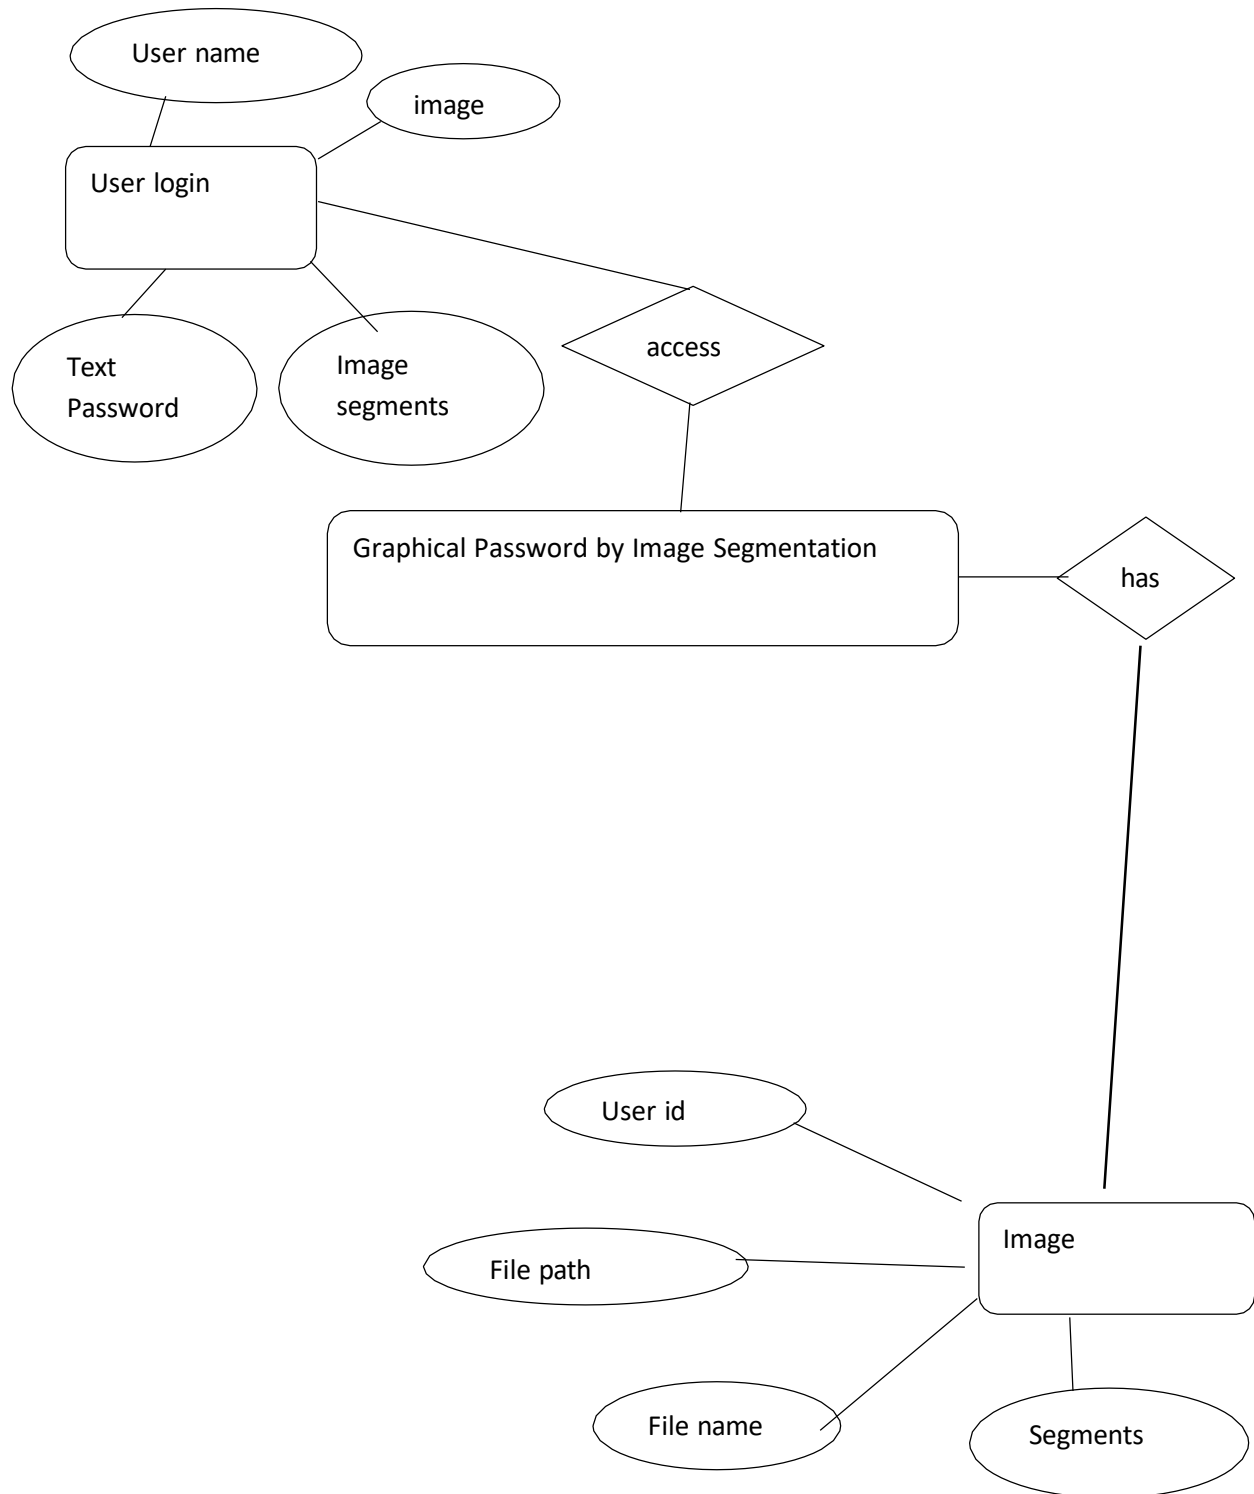 User name
image
User login
Text
Password
Image
segments
access
Graphical Password by Image Segmentation
has
User id
Image
File path
File name
Segments